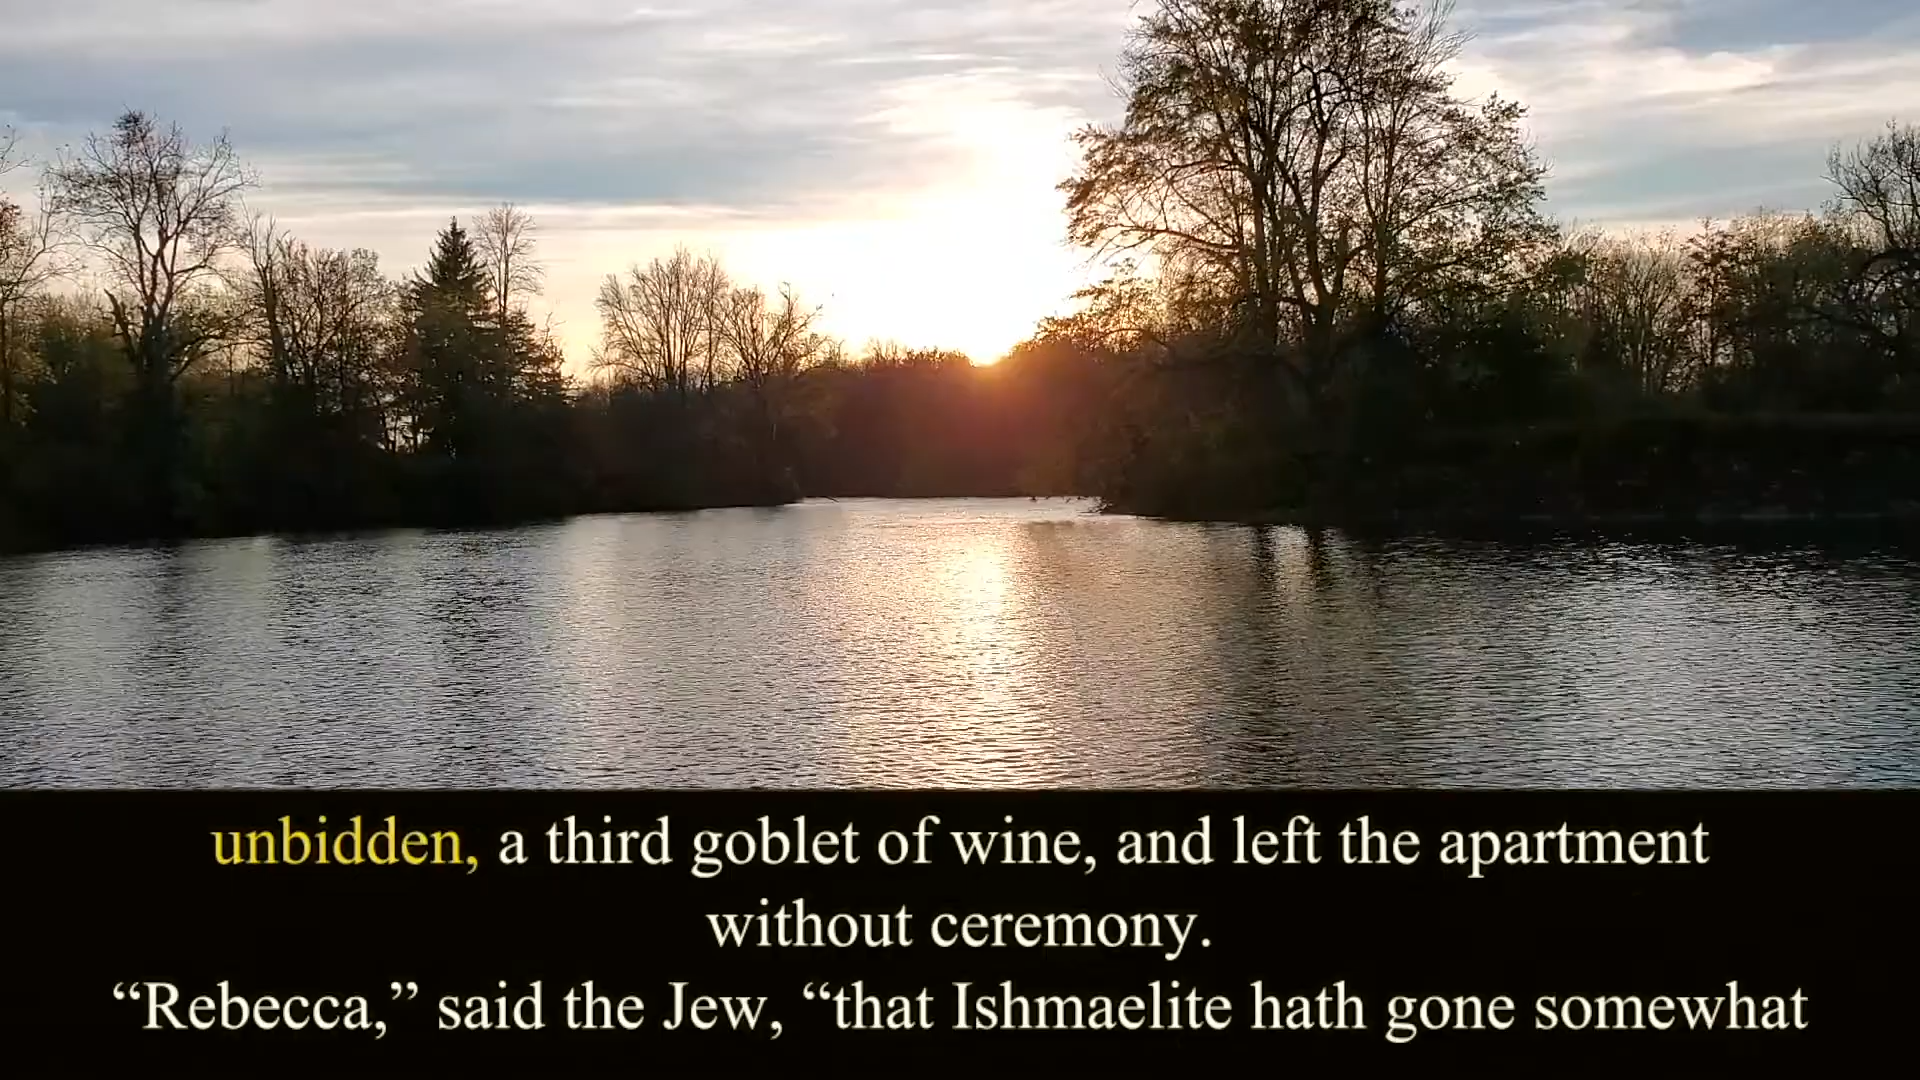 unbidden, a third goblet of wine, and left the apartment
without ceremony.
“Rebecca,” said the Jew, “that Ishmaelite hath gone somewhat